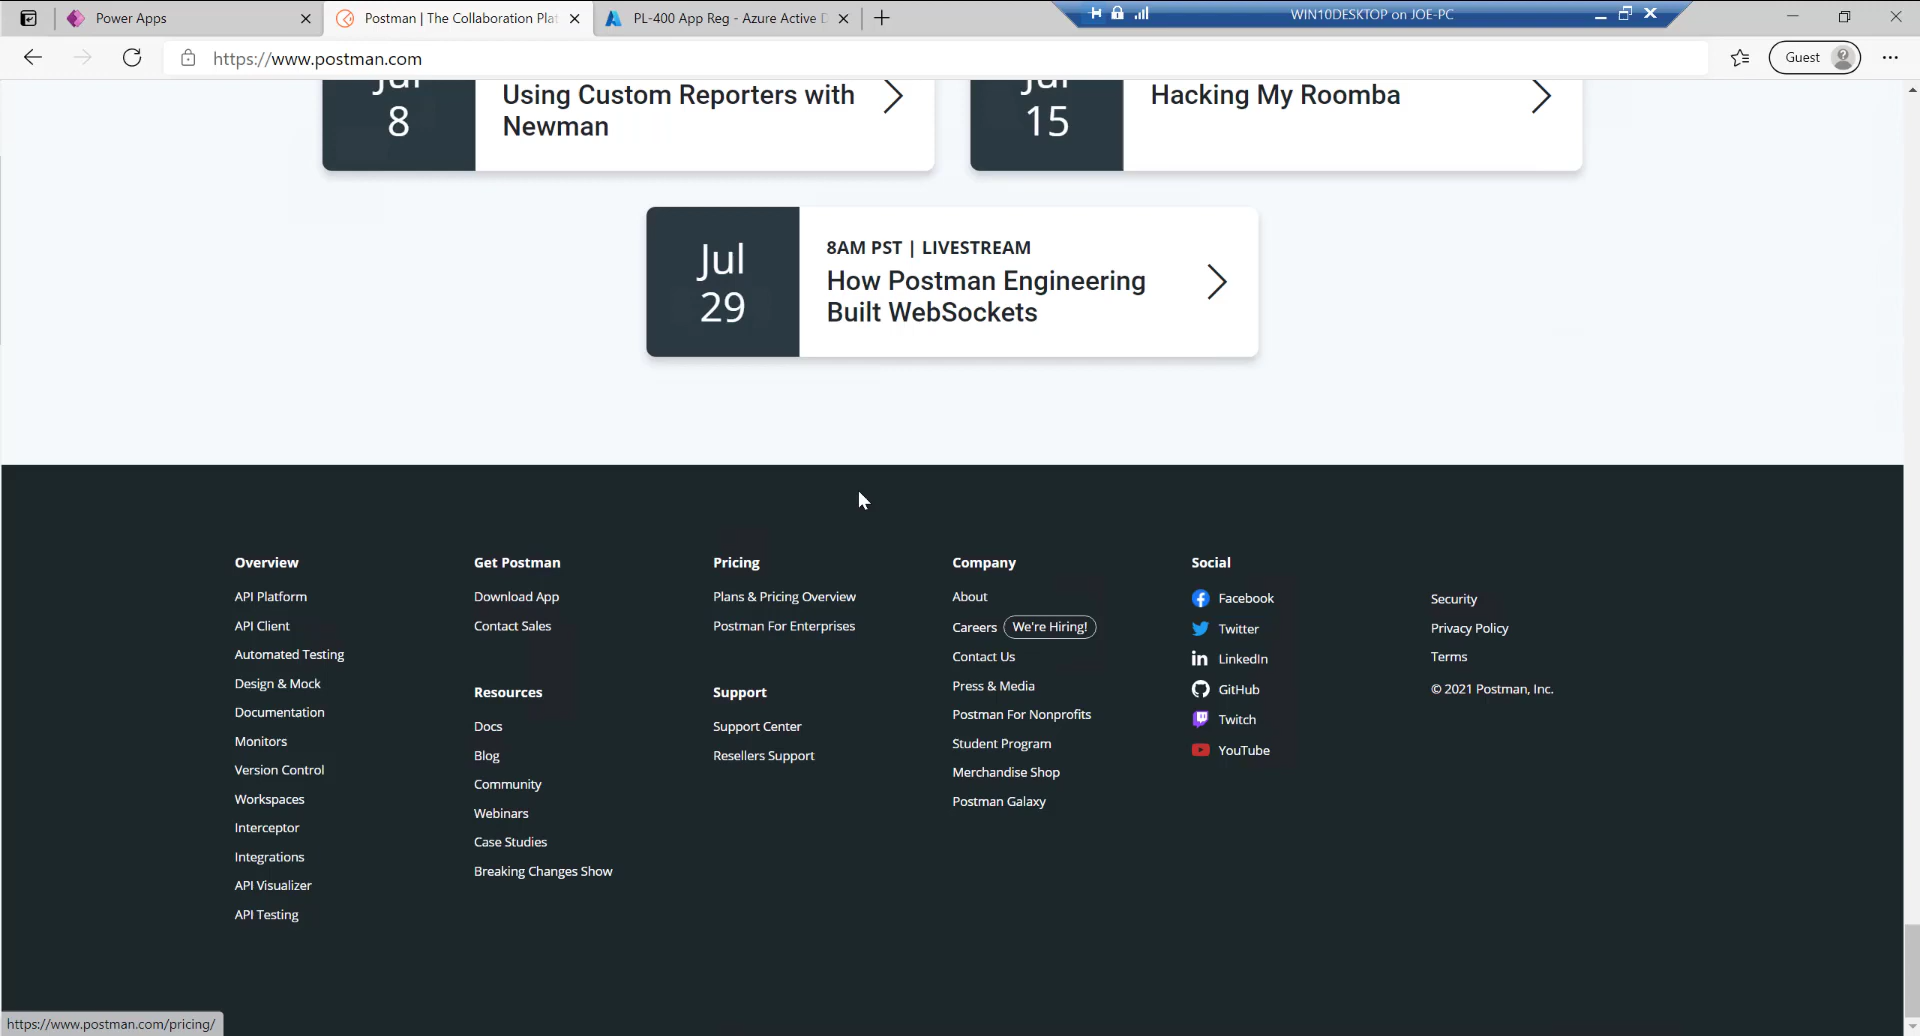 Power Apps
Postman | The Collaboration Pla
PL-400 App Reg - Azure Active D
WIN10DESKTOP on JOE-PC
https://www.postman.com
Guest
Jul
8
Using Custom Reporters with
Newman
Jul
15
Hacking My Roomba
Jul
29
8AM PST | LIVESTREAM
How Postman Engineering
Built WebSockets
Overview
API Platform
API Client
Automated Testing
Design & Mock
Documentation
Monitors
Version Control
Workspaces
Interceptor
Integrations
API Visualizer
API Testing
Get Postman
Download App
Contact Sales
Resources
Docs
Blog
Community
Webinars
Case Studies
Breaking Changes Show
Pricing
Plans & Pricing Overview
Postman For Enterprises
Support
Support Center
Resellers Support
Company
About
Careers We're Hiring!
Contact Us
Press & Media
Postman For Nonprofits
Student Program
Merchandise Shop
Postman Galaxy
Social
Facebook
Twitter
LinkedIn
GitHub
Twitch
YouTube
Security
Privacy Policy
Terms
© 2021 Postman, Inc.
https://www.postman.com/pricing/